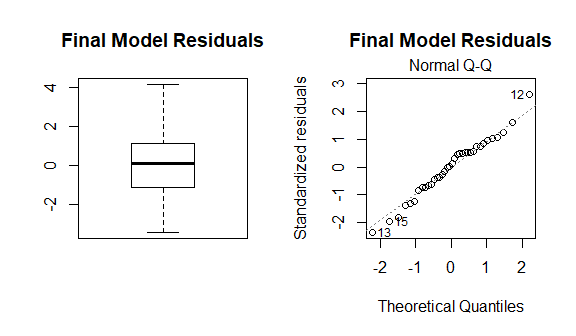 Final Model Residuals
4
2
0
-2
Final Model Residuals
Normal Q-Q
Standardized residuals
3
2
1
0
-1
-2
12
15
13
-2 -1 0 1 2
Theoretical Quantiles